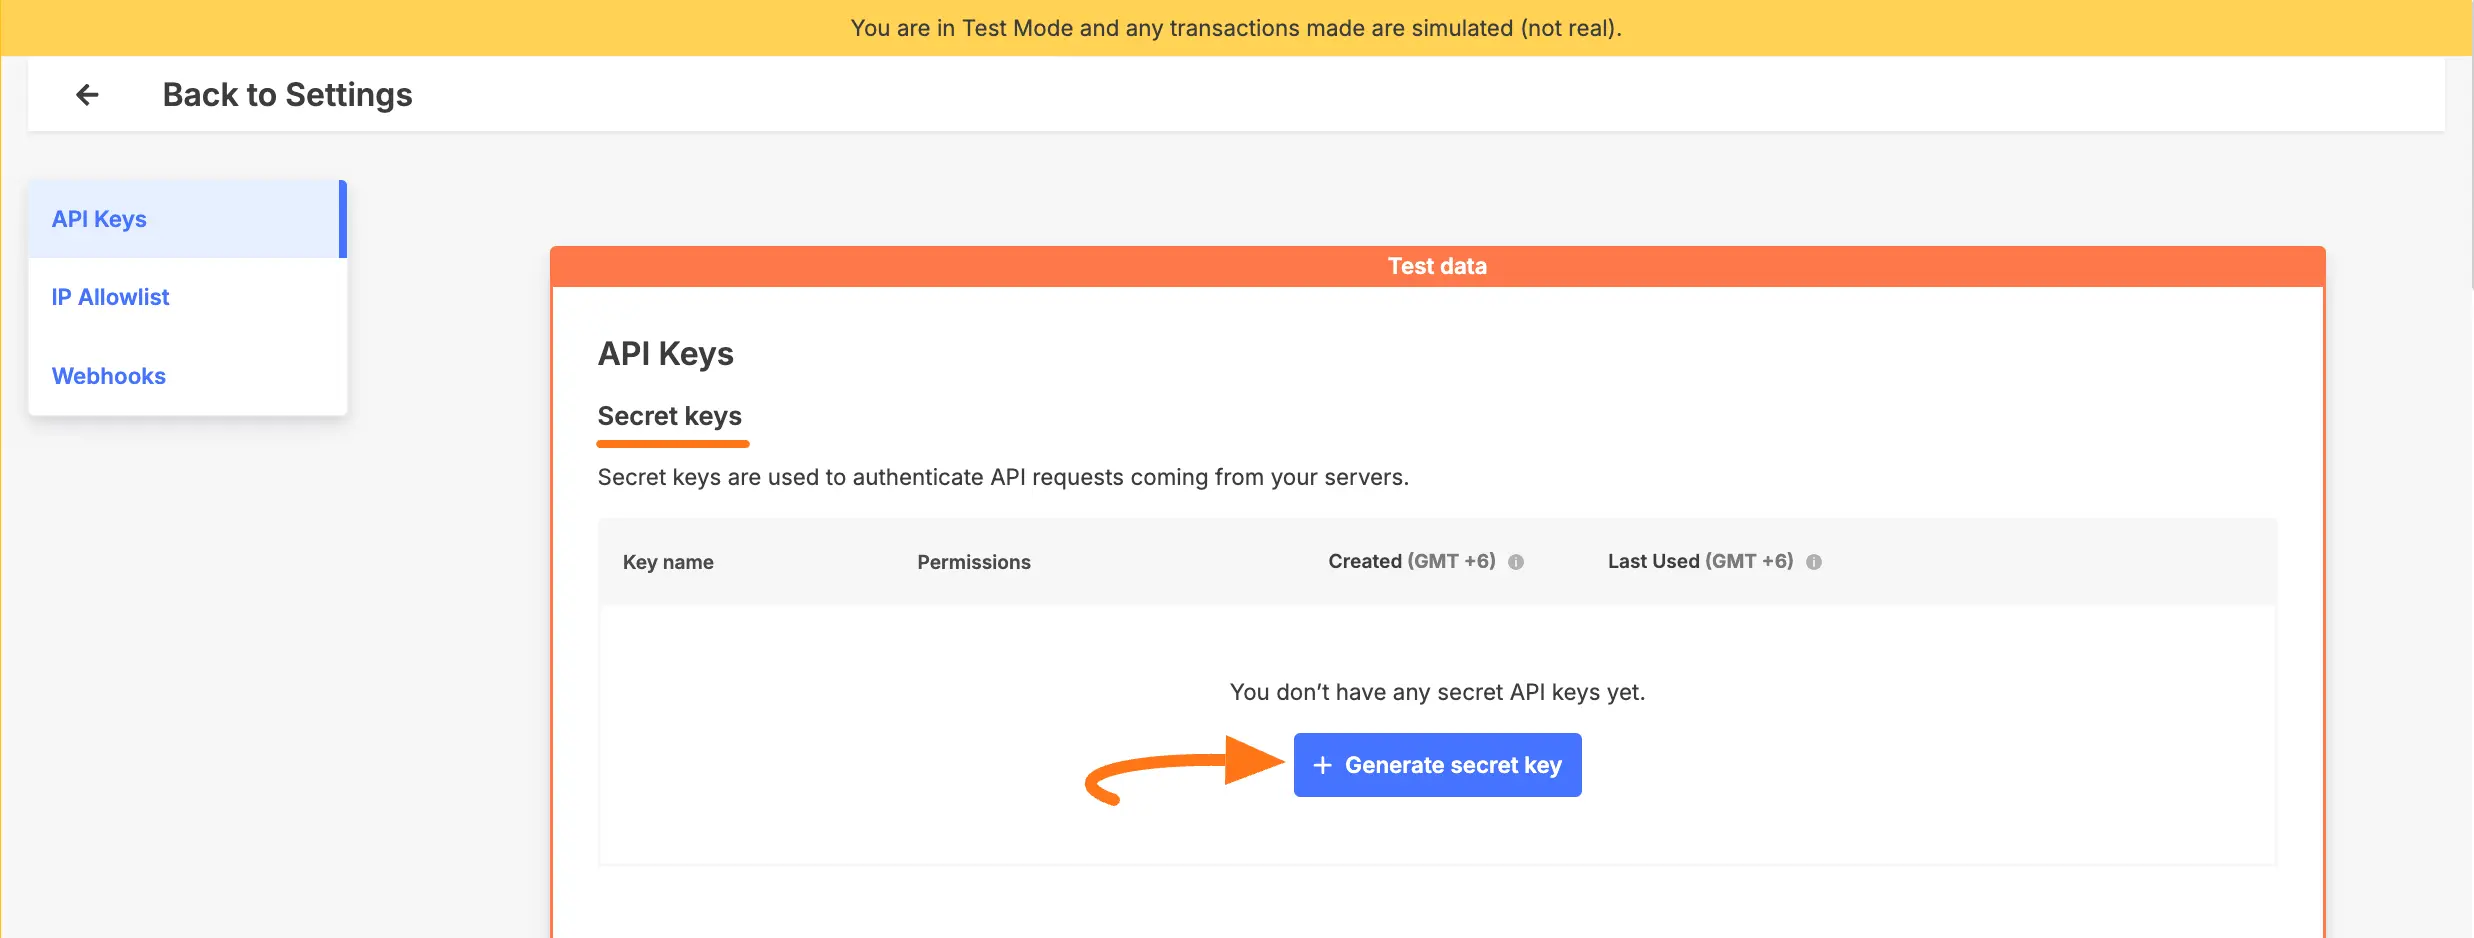 You are in Test Mode and any transactions made are simulated (not real).
Back to Settings
API Keys
IP Allowlist
Webhooks
Test data
API Keys
Secret keys
Secret keys are used to authenticate API requests coming from your servers.
Key name Permissions Created (GMT +6) Last Used (GMT +6)
You don’t have any secret API keys yet.
+ Generate secret key